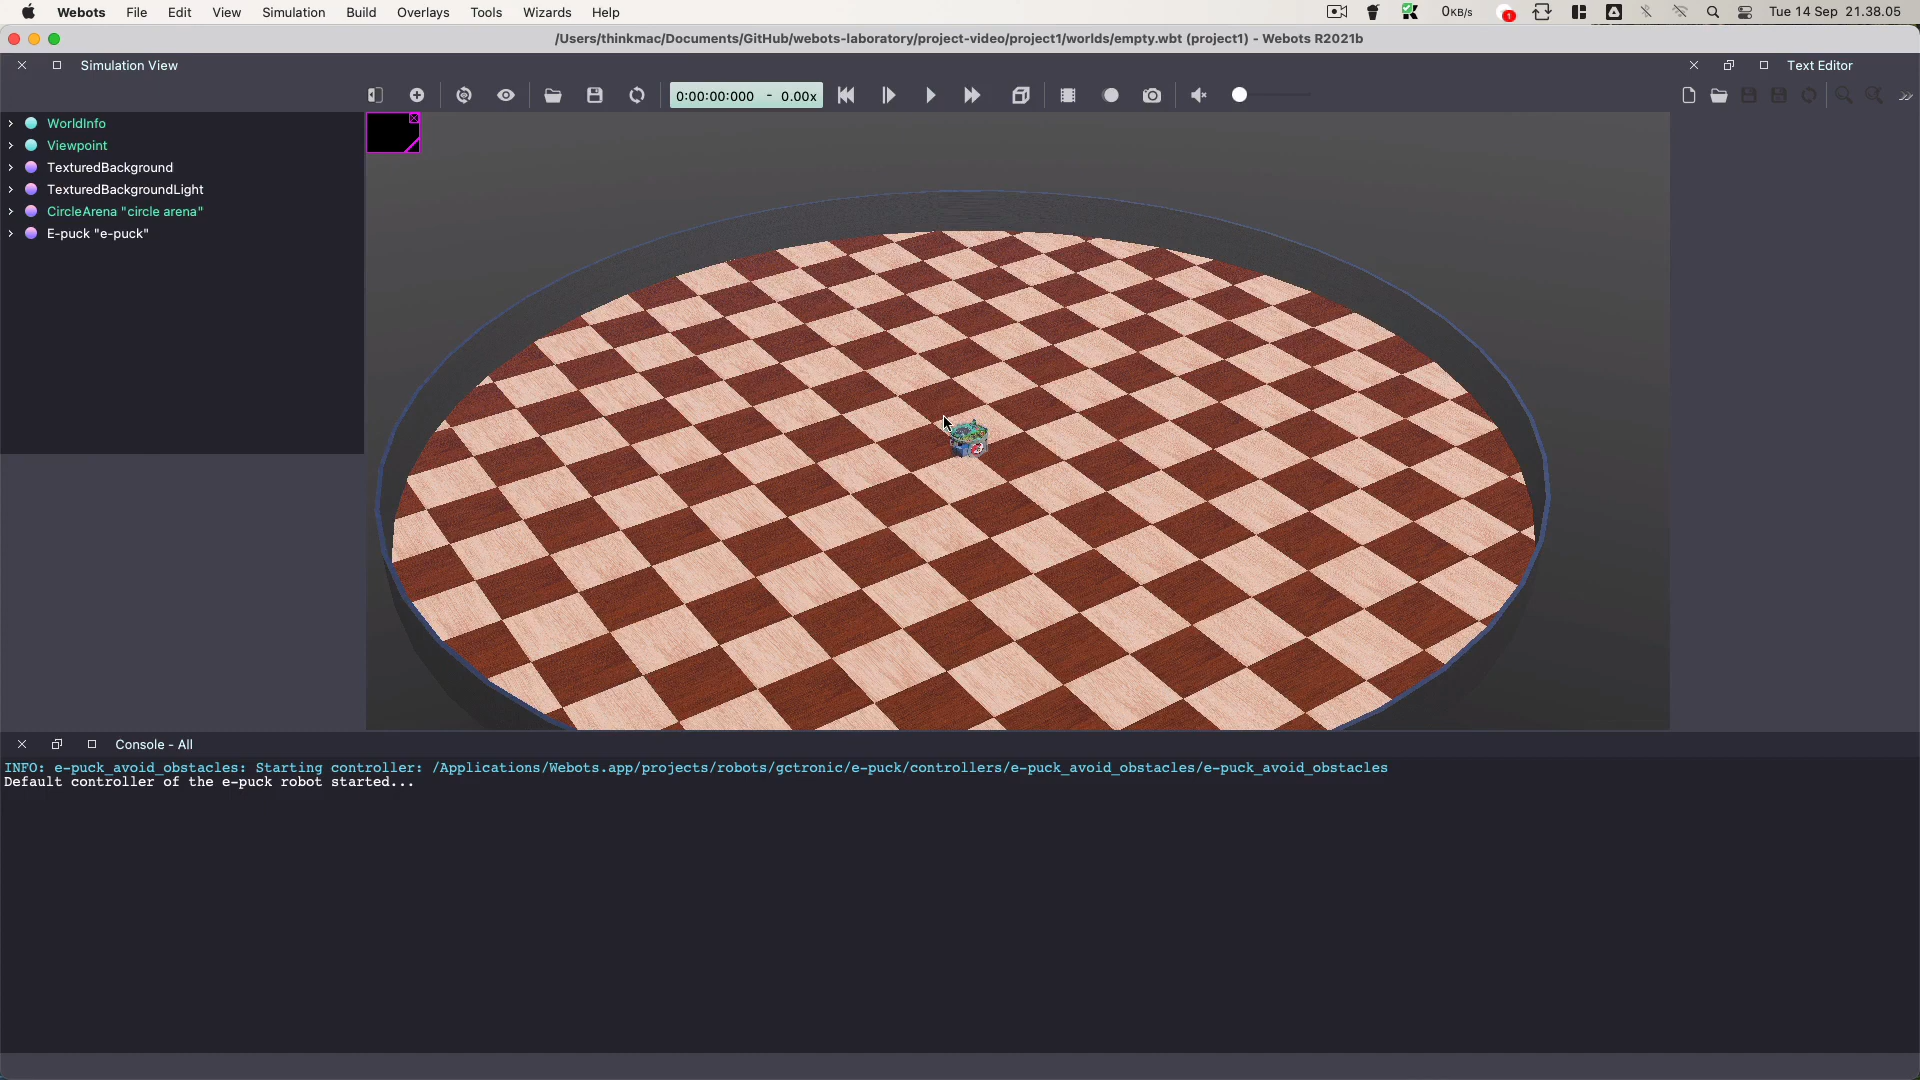 Webots File Edit View Simulation Build Overlays Tools Wizards Help 0KB/s 1 Tue 14 Sep 21.38.05
/Users/thinkmac/Documents/GitHub/webots-laboratory/project-video/project1/worlds/empty.wbt (project1) - Webots R2021b
Simulation View
Text Editor
0:00:00:000 - 0.00x
WorldInfo
Viewpoint
TexturedBackground
TexturedBackgroundLight
CircleArena "circle arena"
E-puck "e-puck"
Console - All
INFO: e-puck_avoid_obstacles: Starting controller: /Applications/Webots.app/projects/robots/gctronic/e-puck/controllers/e-puck_avoid_obstacles/e-puck_avoid_obstacles
Default controller of the e-puck robot started...